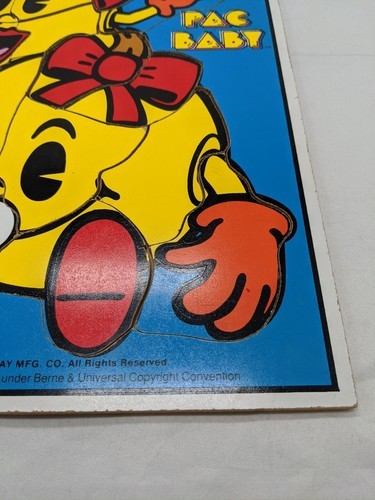 PAC
BABY
AY MFG. CO. All Rights Reserved.
under Berne & Universal Copyright Convention